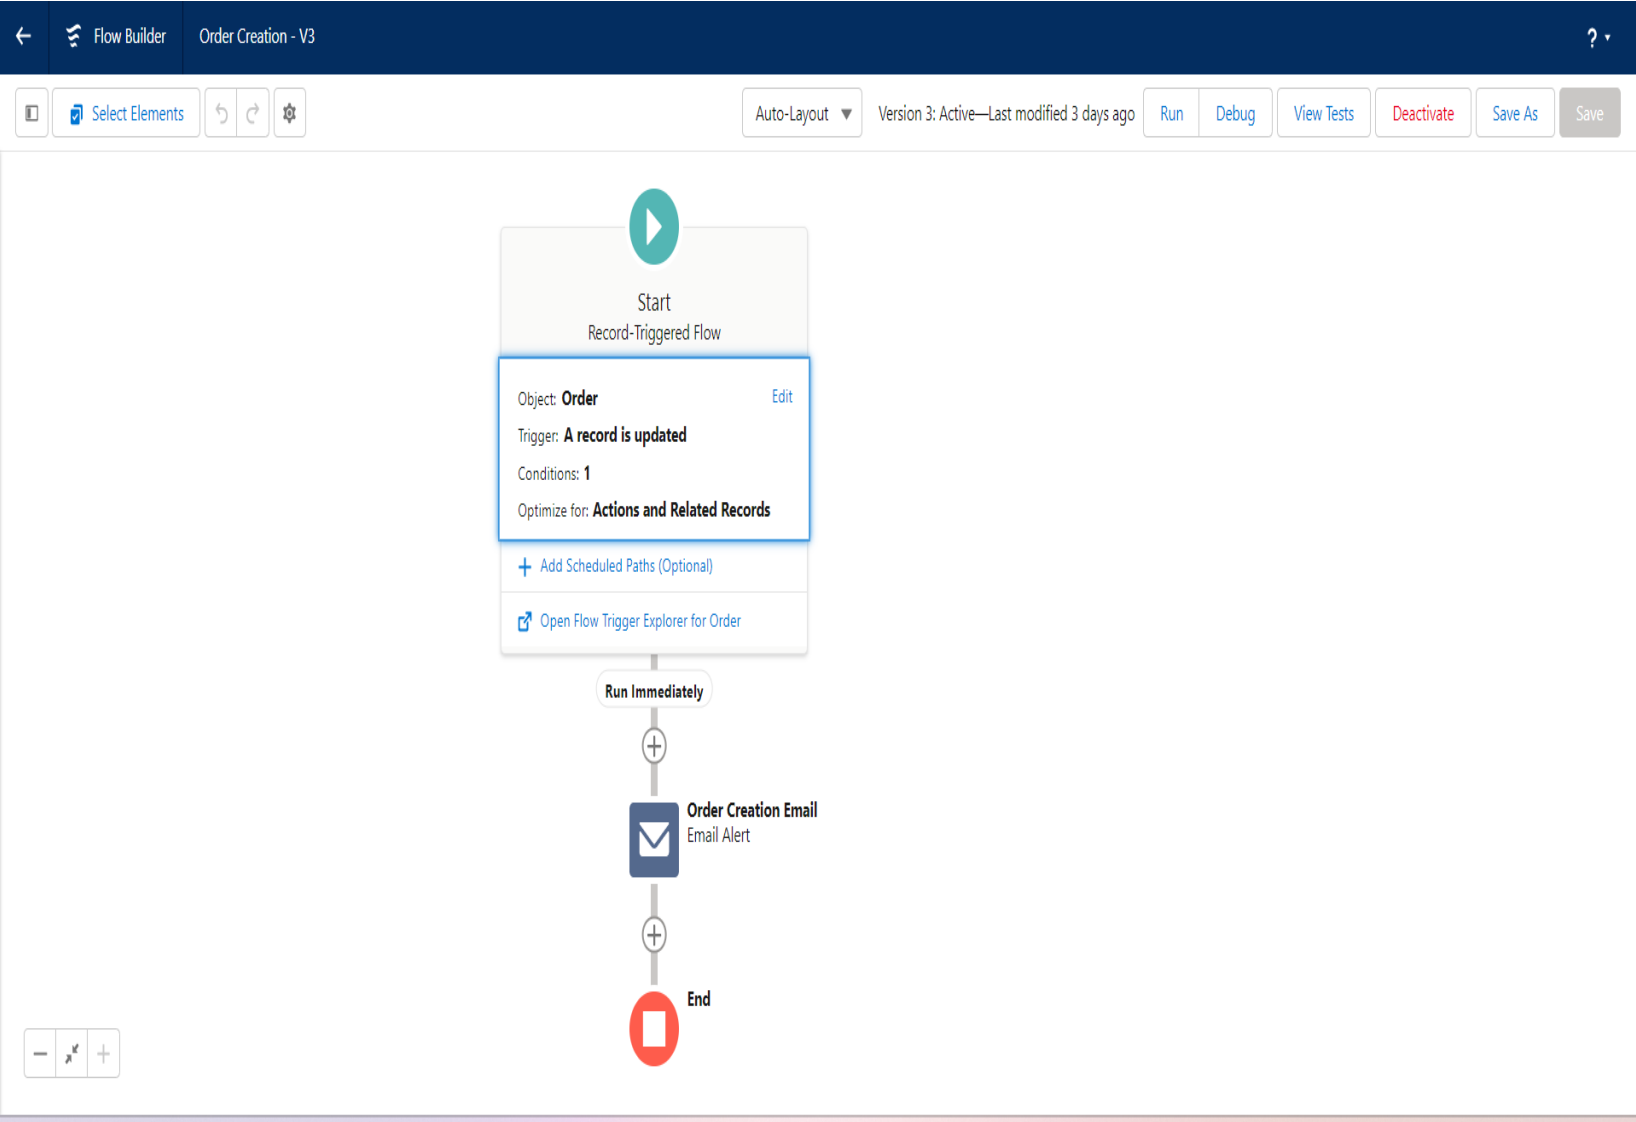 Flow Builder
Order Creation - V3
?
Select Elements
Auto-Layout
Version 3: Active—Last modified 3 days ago
Run
Debug
View Tests
Deactivate
Save As
Save
Start
Record-Triggered Flow
Object: Order
Edit
Trigger: A record is updated
Conditions: 1
Optimize for: Actions and Related Records
Add Scheduled Paths (Optional)
Open Flow Trigger Explorer for Order
Run Immediately
Order Creation Email
Email Alert
End